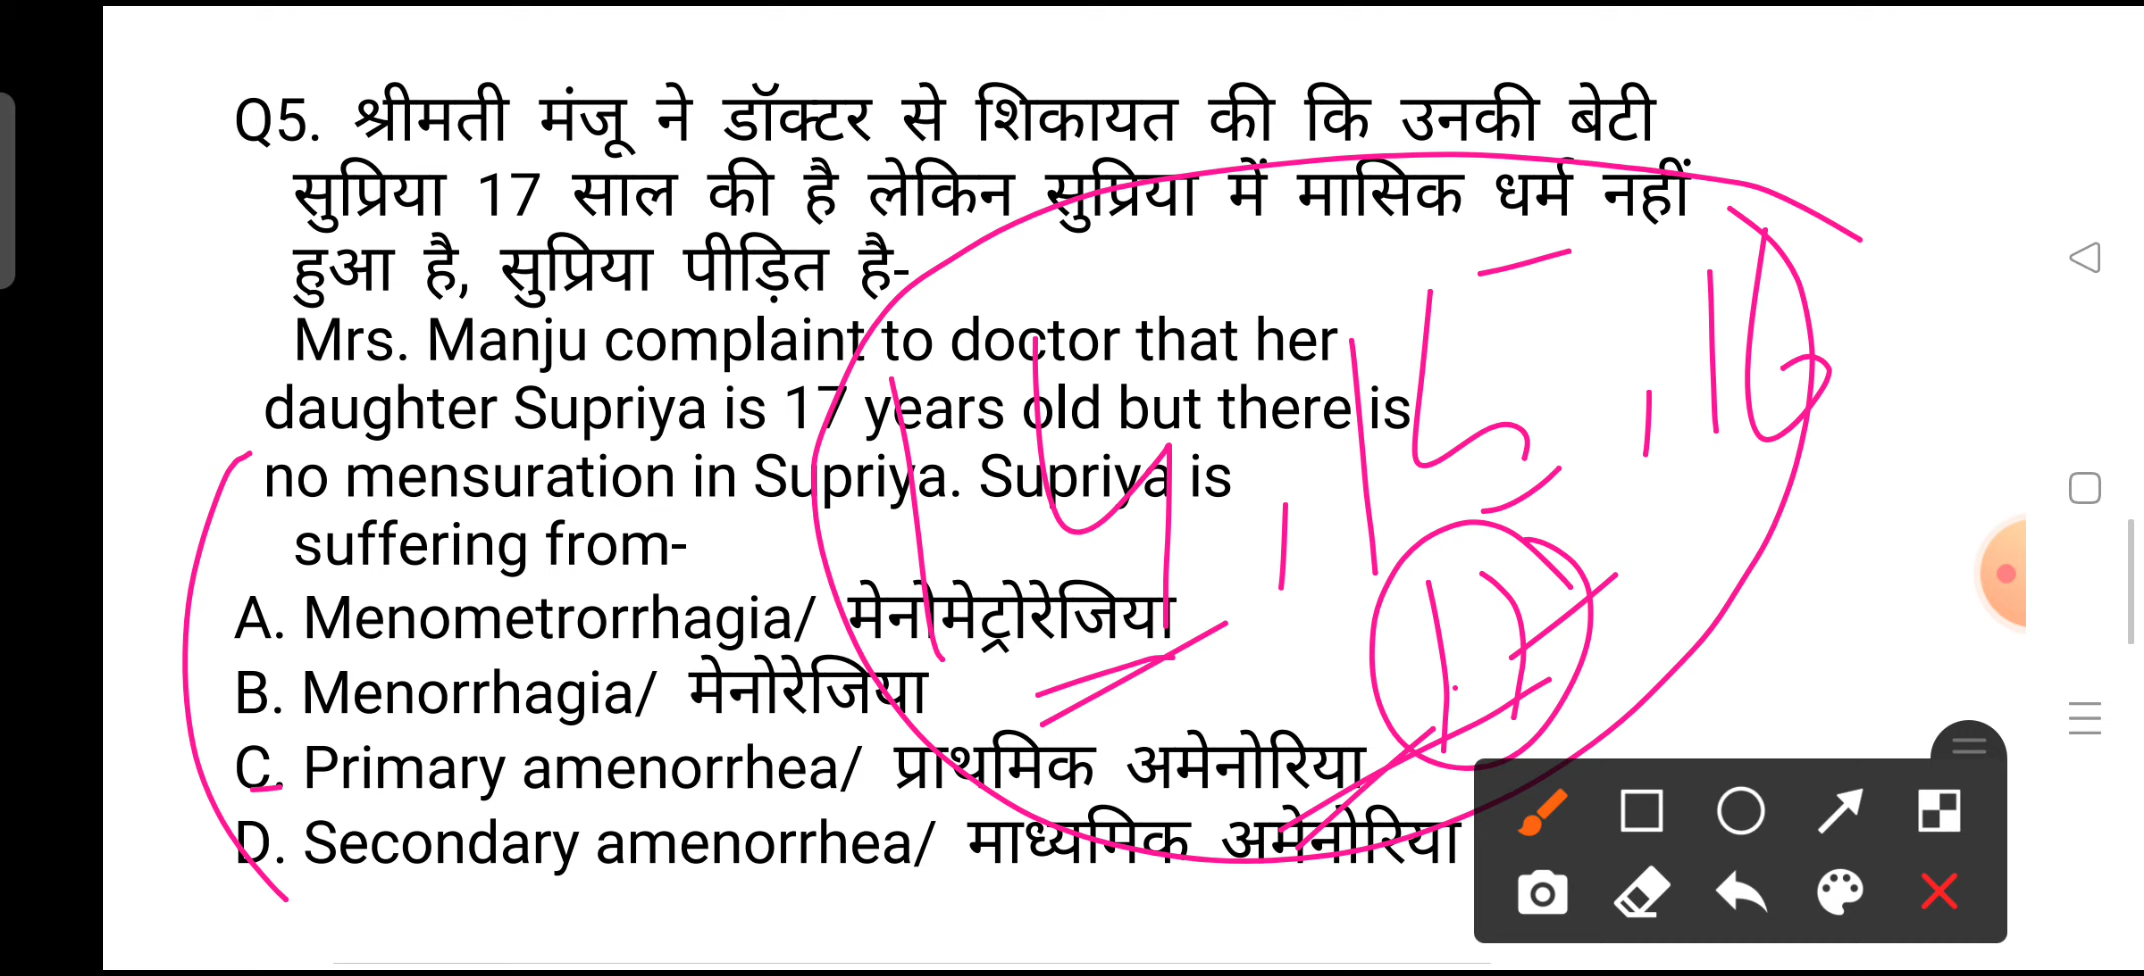 Q5. श्रीमती मंजू ने डॉक्टर से शिकायत की कि उनकी बेटी
सुप्रिया 17 साल की है लेकिन सुप्रिया में मासिक धर्म नहीं
हुआ है, सुप्रिया पीड़ित है-
Mrs. Manju complaint to doctor that her
daughter Supriya is 17 years old but there is
no mensuration in Supriya. Supriya is
suffering from-
A. Menometrorrhagia/ मेनोमेट्रोरेजिया
B. Menorrhagia/ मेनोरेजिया
C. Primary amenorrhea/ प्राथमिक अमेनोरिया
D. Secondary amenorrhea/ माध्यमिक अमेनोरिया
14, 15, 16
17